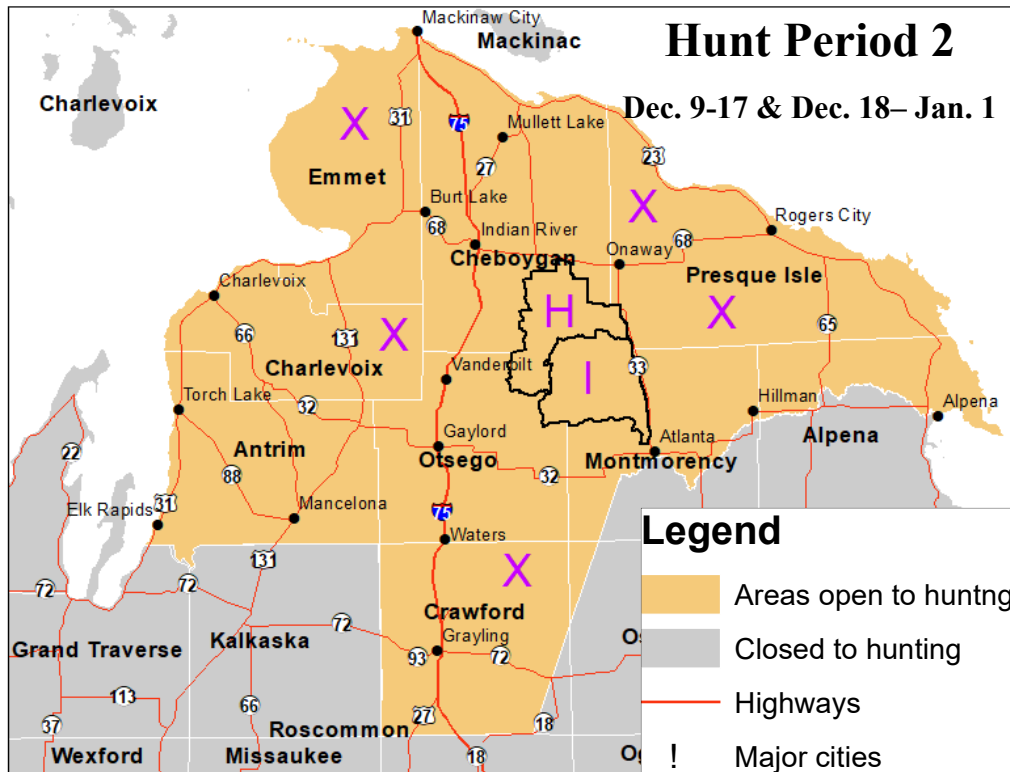 Mackinaw City
Mackinac
Hunt Period 2
Charlevoix
Dec. 9-17 & Dec. 18– Jan. 1
X
31
75
Mullett Lake
23
27
Emmet
X
Burt Lake
Rogers City
68
Indian River
68
Onaway
Cheboygan
Presque Isle
Charlevoix
H
X
65
66
X
131
Charlevoix
Vanderbilt
33
I
Torch Lake
32
Hillman
Alpena
22
Gaylord
Alpena
Antrim
Otsego
Atlanta
Montmorency
88
32
31
Elk Rapids
Mancelona
75
Waters
Legend
131
72
72
X
Areas open to huntng
Crawford
72
Kalkaska
Grand Traverse
Grayling
93
72
Closed to hunting
113
66
Highways
37
Roscommon
27
18
Wexford
Missaukee
18
! Major cities